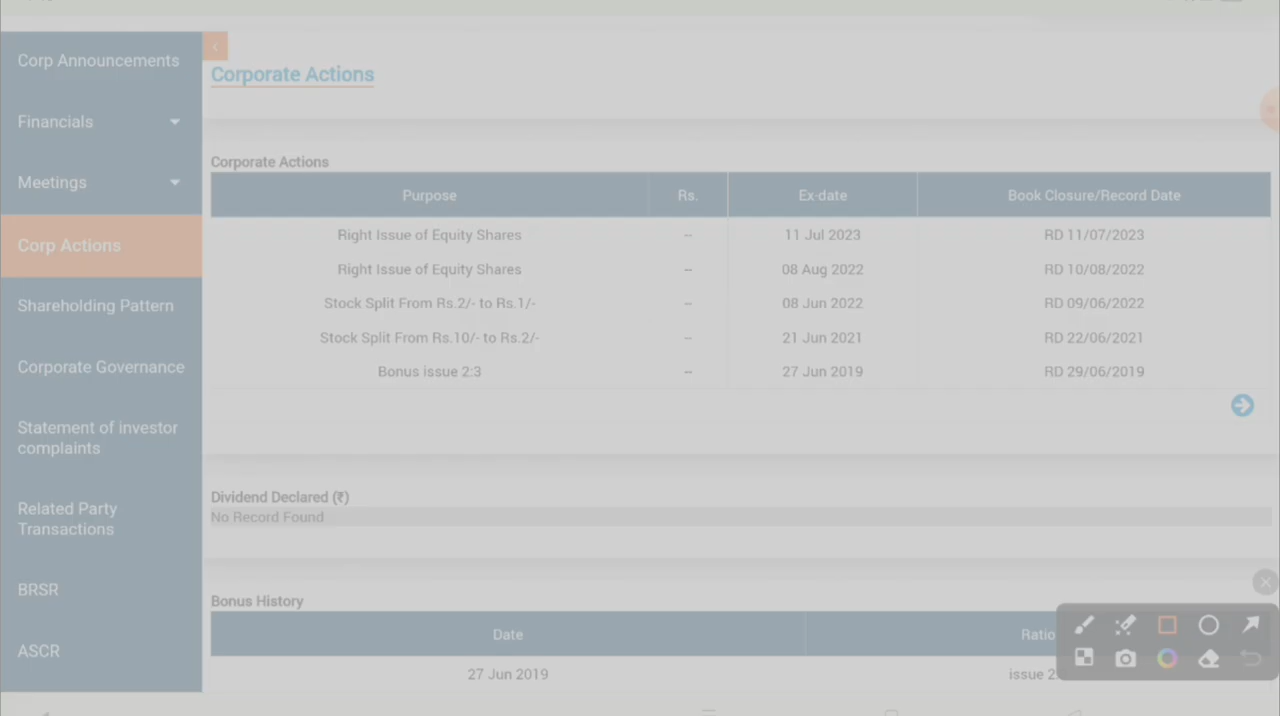 Corp Announcements
Financials
Meetings
Corp Actions
Shareholding Pattern
Corporate Governance
Statement of investor
complaints
Related Party
Transactions
BRSR
ASCR
Corporate Actions
Corporate Actions
Purpose Rs. Ex-date Book Closure/Record Date
Right Issue of Equity Shares -- 11 Jul 2023 RD 11/07/2023
Right Issue of Equity Shares -- 08 Aug 2022 RD 10/08/2022
Stock Split From Rs.2/- to Rs.1/- -- 08 Jun 2022 RD 09/06/2022
Stock Split From Rs.10/- to Rs.2/- -- 21 Jun 2021 RD 22/06/2021
Bonus issue 2:3 -- 27 Jun 2019 RD 29/06/2019
Dividend Declared (₹)
No Record Found
Bonus History
Date Ratio
27 Jun 2019 issue 2: